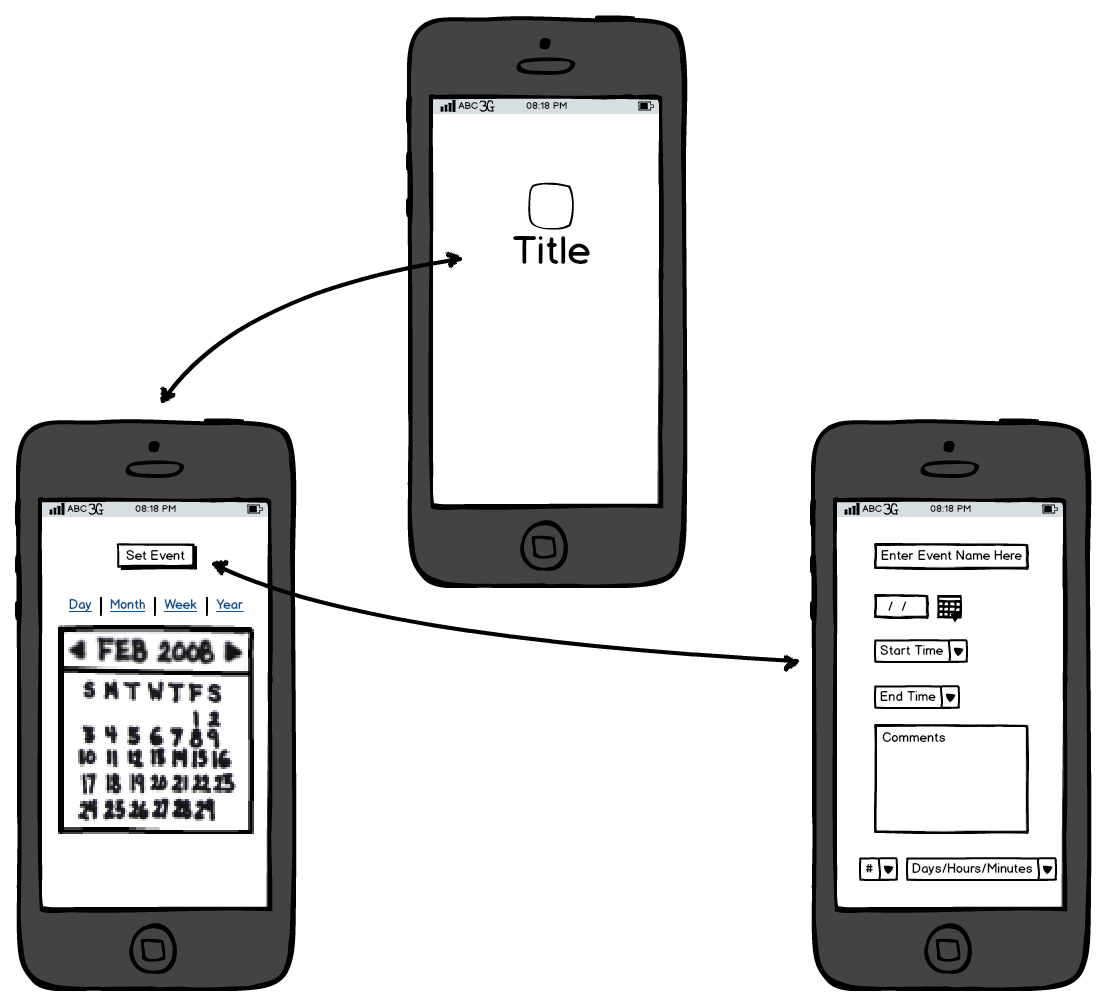 ABC 3G 08:18 PM
Title
ABC 3G 08:18 PM
Set Event
Day | Month | Week | Year
FEB 2008
S M T W T F S
1 2
3 4 5 6 7 8 9
10 11 12 13 14 15 16
17 18 19 20 21 22 23
24 25 26 27 28 29
ABC 3G 08:18 PM
Enter Event Name Here
/ /
Start Time
End Time
Comments
# Days/Hours/Minutes